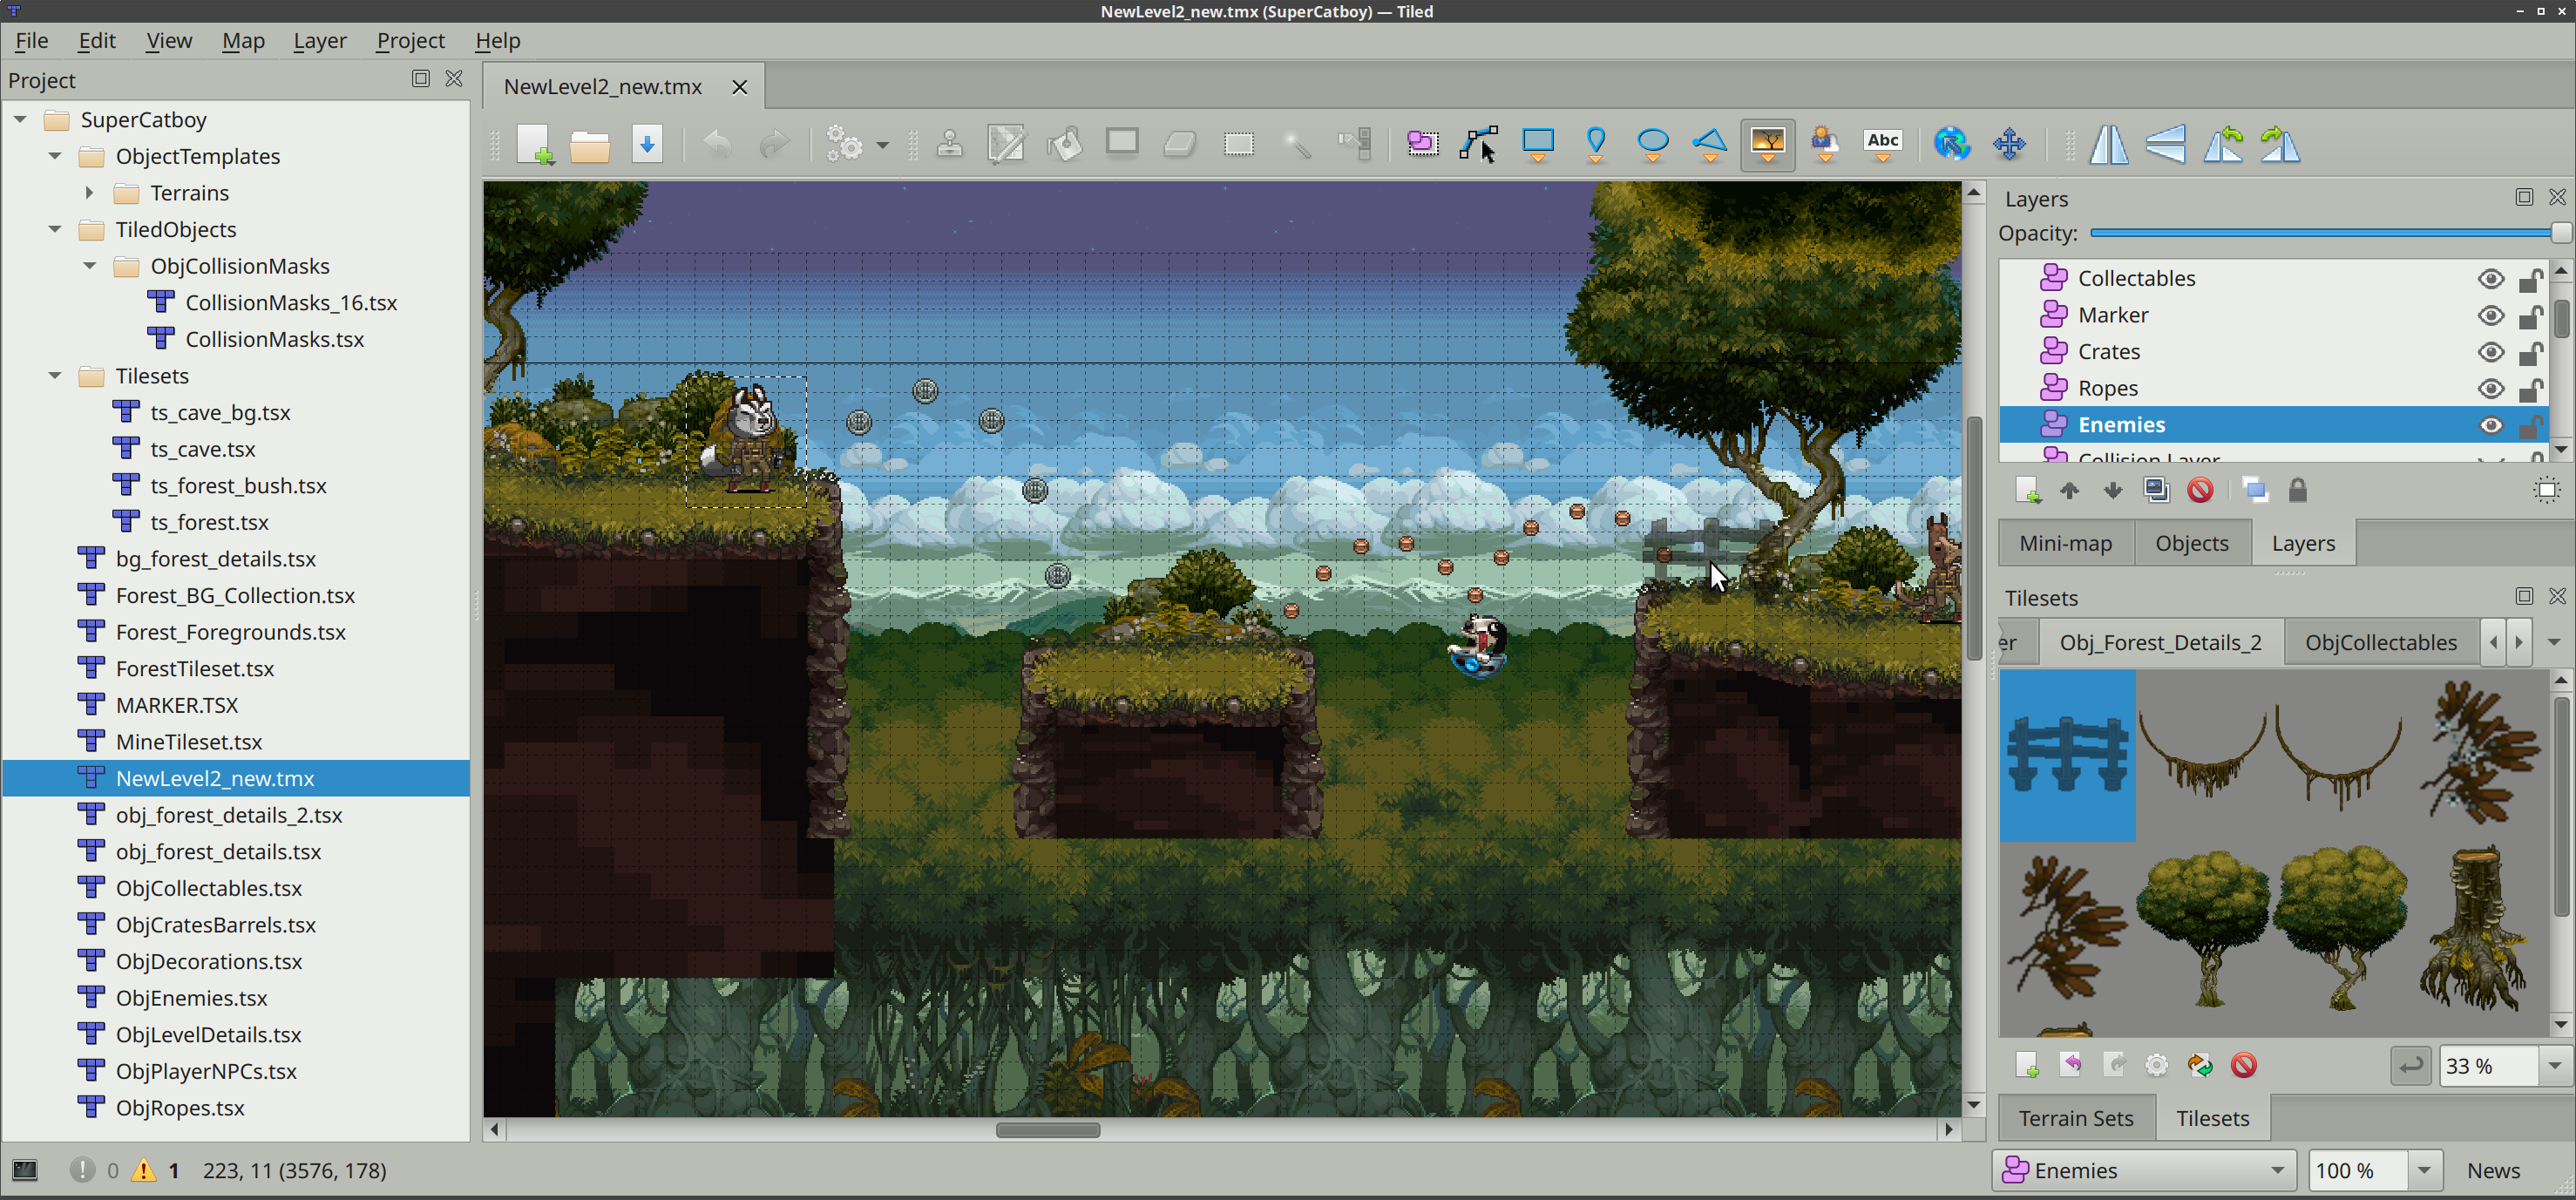 NewLevel2_new.tmx (SuperCatboy) — Tiled
File Edit View Map Layer Project Help
Project
SuperCatboy
ObjectTemplates
Terrains
TiledObjects
ObjCollisionMasks
CollisionMasks_16.tsx
CollisionMasks.tsx
Tilesets
ts_cave_bg.tsx
ts_cave.tsx
ts_forest_bush.tsx
ts_forest.tsx
bg_forest_details.tsx
Forest_BG_Collection.tsx
Forest_Foregrounds.tsx
ForestTileset.tsx
MARKER.TSX
MineTileset.tsx
NewLevel2_new.tmx
obj_forest_details_2.tsx
obj_forest_details.tsx
ObjCollectables.tsx
ObjCratesBarrels.tsx
ObjDecorations.tsx
ObjEnemies.tsx
ObjLevelDetails.tsx
ObjPlayerNPCs.tsx
ObjRopes.tsx
NewLevel2_new.tmx
Abc
Layers
Opacity:
Collectables
Marker
Crates
Ropes
Enemies
Collision Layer
Mini-map Objects Layers
Tilesets
er Obj_Forest_Details_2 ObjCollectables
33 %
Terrain Sets Tilesets
0 1 223, 11 (3576, 178)
Enemies 100 % News